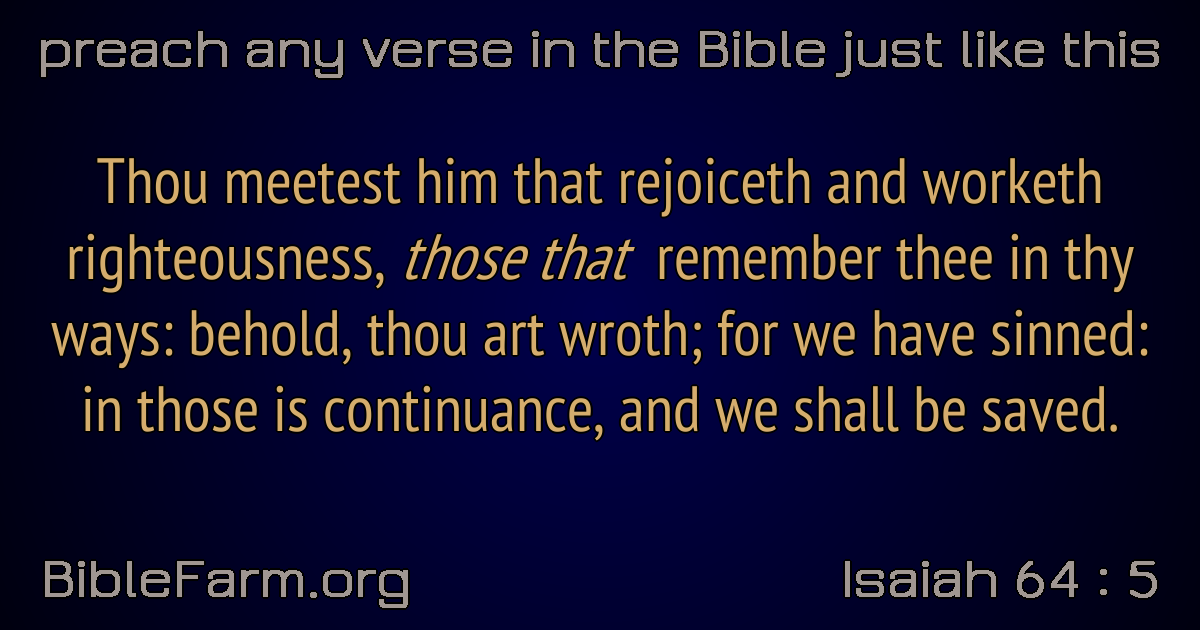 preach any verse in the Bible just like this
Thou meetest him that rejoiceth and worketh
righteousness, those that remember thee in thy
ways: behold, thou art wroth; for we have sinned:
in those is continuance, and we shall be saved.
BibleFarm.org
Isaiah 64 : 5